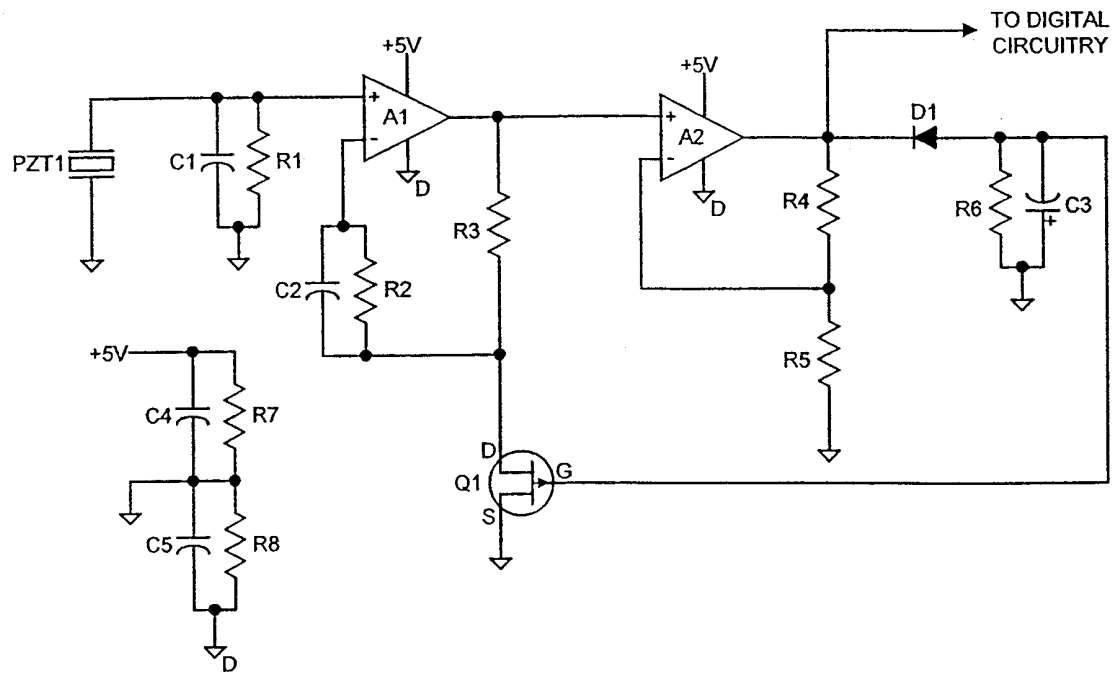 TO DIGITAL
CIRCUITRY
+5V
+5V
D1
+
A1
-
+
A2
-
PZT1
C1
R1
D
D
R4
R6
C3
+
R3
C2
R2
+5V
R5
C4
R7
D
Q1
G
S
C5
R8
D